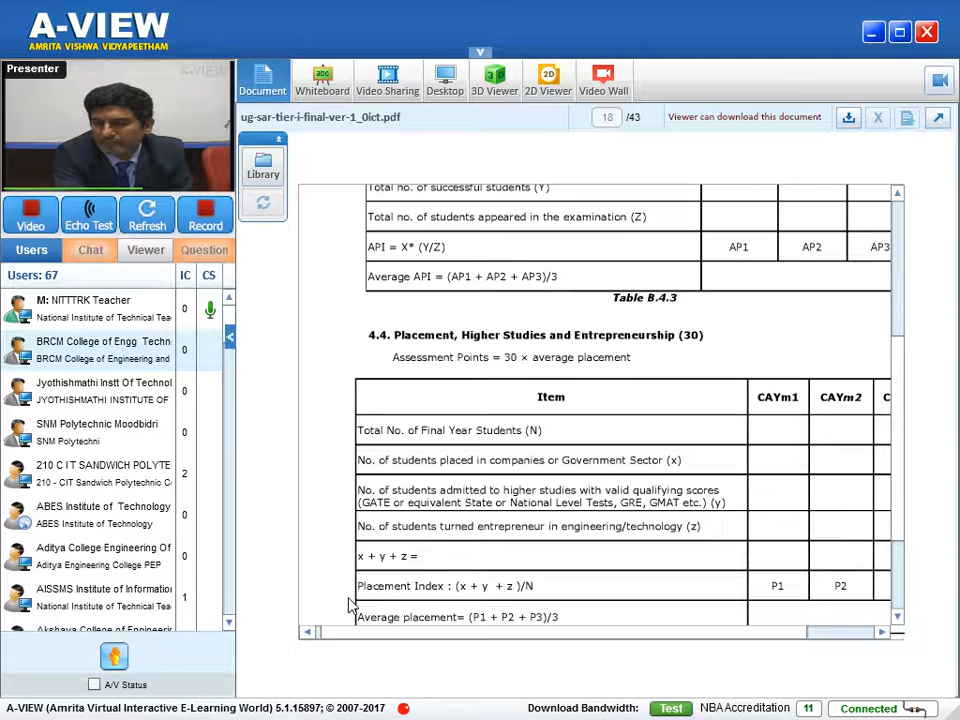 A-VIEW
AMRITA VISHWA VIDYAPEETHAM
Presenter
A-VIEW
Document
Whiteboard
Video Sharing
Desktop
3D Viewer
2D Viewer
Video Wall
ug-sar-tier-i-final-ver-1_0ict.pdf
18 /43
Viewer can download this document
Library
Video
Echo Test
Refresh
Record
Users
Chat
Viewer
Question
Users: 67 IC CS
M: NITTTRK Teacher
National Institute of Technical Tea
0
BRCM College of Engg Techn
BRCM College of Engineering and
0
Jyothishmathi Instt Of Technol
JYOTHISHMATHI INSTITUTE OF
0
SNM Polytechnic Moodbidri
SNM Polytechni
0
210 C I T SANDWICH POLYTE
210 - CIT Sandwich Polytechnic C
2
ABES Institute of Technology
ABES Institute of Technology
0
Aditya College Engineering Of
Aditya Engineering College PEP
0
AISSMS Institute of Informatior
National Institute of Technical Tea
1
Akshaya College of Engineerin
A/V Status
Total no. of successful students (Y)
Total no. of students appeared in the examination (Z)
API = X* (Y/Z) AP1 AP2 AP3
Average API = (AP1 + AP2 + AP3)/3
Table B.4.3
4.4. Placement, Higher Studies and Entrepreneurship (30)
Assessment Points = 30 × average placement
Item CAYm1 CAYm2 C
Total No. of Final Year Students (N)
No. of students placed in companies or Government Sector (x)
No. of students admitted to higher studies with valid qualifying scores
(GATE or equivalent State or National Level Tests, GRE, GMAT etc.) (y)
No. of students turned entrepreneur in engineering/technology (z)
x + y + z =
Placement Index : (x + y + z )/N P1 P2
Average placement= (P1 + P2 + P3)/3
A-VIEW (Amrita Virtual Interactive E-Learning World) 5.1.15897; © 2007-2017
Download Bandwidth: Test NBA Accreditation 11 Connected